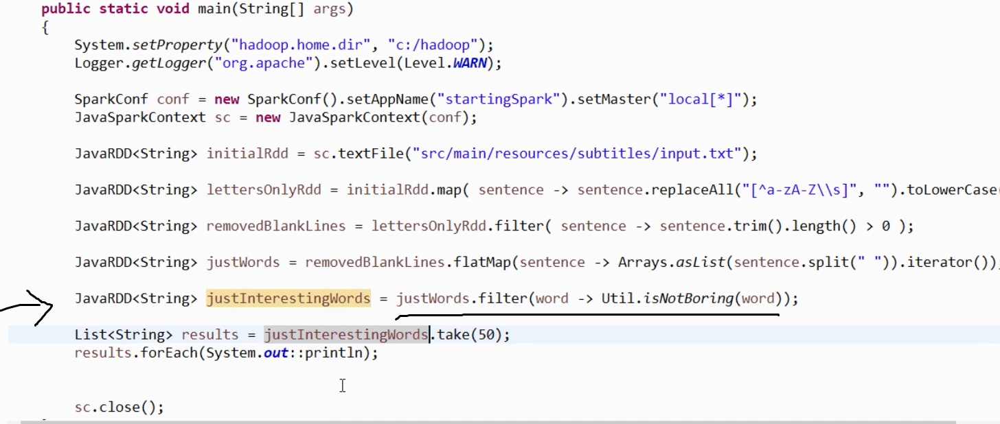 public static void main(String[] args)
{
System.setProperty("hadoop.home.dir", "c:/hadoop");
Logger.getLogger("org.apache").setLevel(Level.WARN);
SparkConf conf = new SparkConf().setAppName("startingSpark").setMaster("local[*]");
JavaSparkContext sc = new JavaSparkContext(conf);
JavaRDD<String> initialRdd = sc.textFile("src/main/resources/subtitles/input.txt");
JavaRDD<String> lettersOnlyRdd = initialRdd.map( sentence -> sentence.replaceAll("[^a-zA-Z\\s]", "").toLowerCase
JavaRDD<String> removedBlankLines = lettersOnlyRdd.filter( sentence -> sentence.trim().length() > 0 );
JavaRDD<String> justWords = removedBlankLines.flatMap(sentence -> Arrays.asList(sentence.split(" ")).iterator())
JavaRDD<String> justInterestingWords = justWords.filter(word -> Util.isNotBoring(word));
List<String> results = justInterestingWords.take(50);
results.forEach(System.out::println);
sc.close();